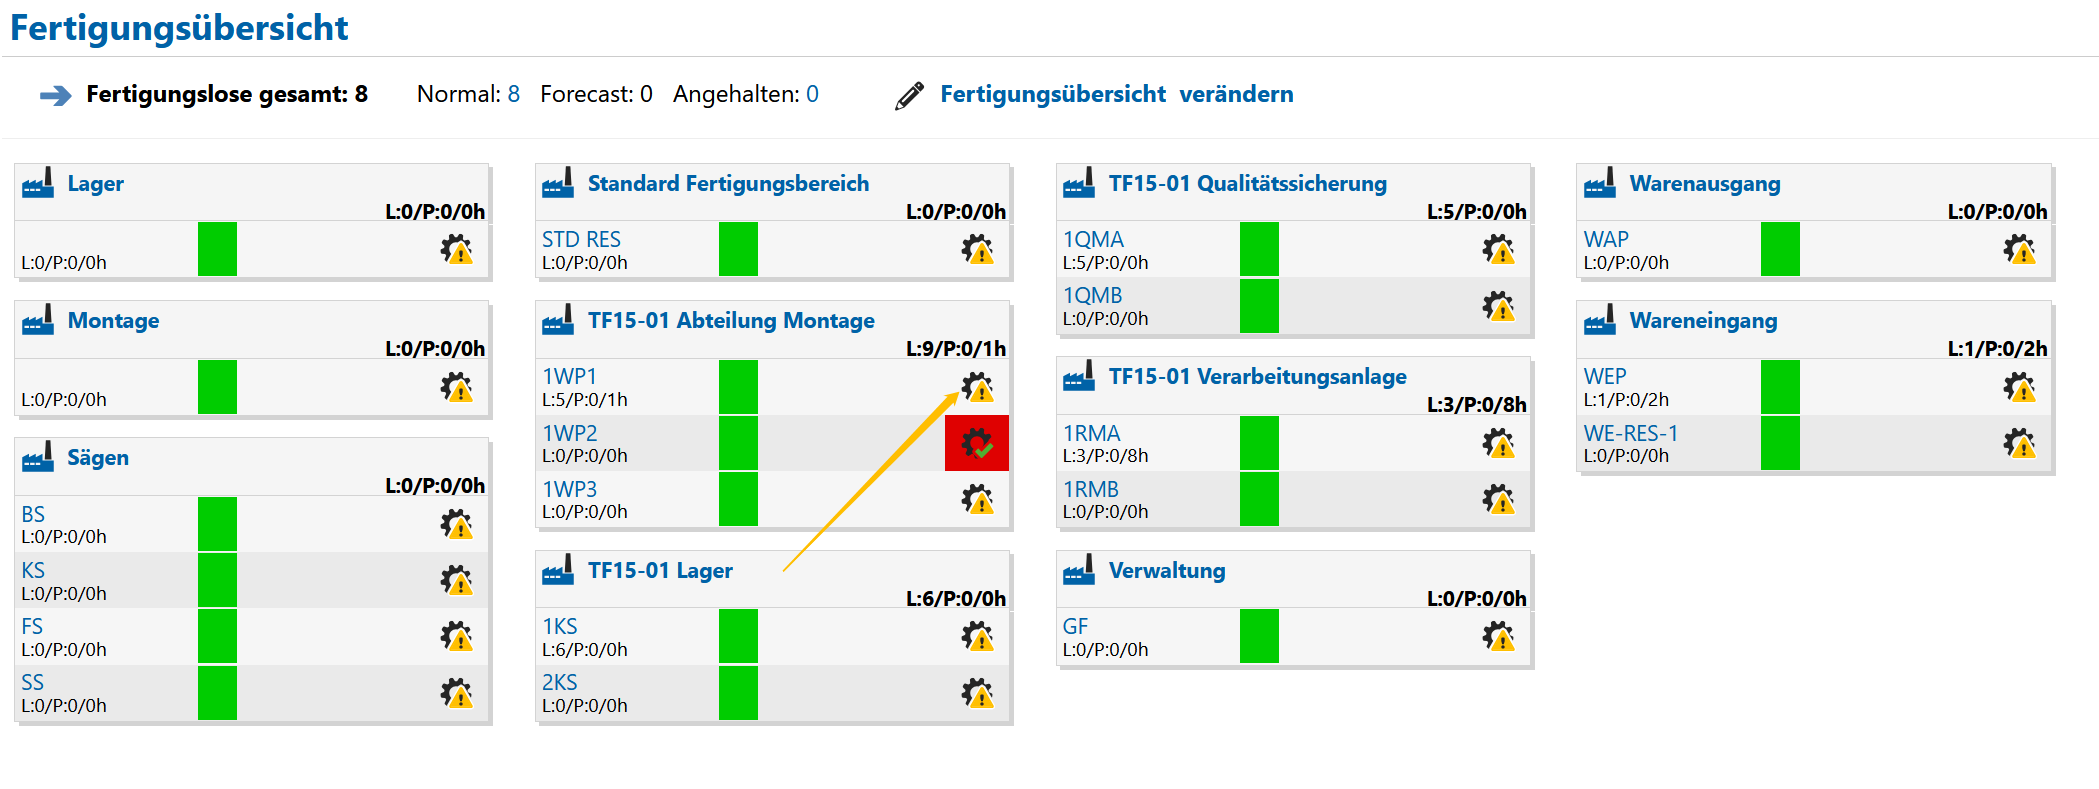 Fertigungsübersicht
Fertigungslose gesamt: 8 Normal: 8 Forecast: 0 Angehalten: 0 Fertigungsübersicht verändern
Lager
L:0/P:0/0h
L:0/P:0/0h
Montage
L:0/P:0/0h
L:0/P:0/0h
Sägen
L:0/P:0/0h
BS
L:0/P:0/0h
KS
L:0/P:0/0h
FS
L:0/P:0/0h
SS
L:0/P:0/0h
Standard Fertigungsbereich
L:0/P:0/0h
STD RES
L:0/P:0/0h
TF15-01 Abteilung Montage
L:9/P:0/1h
1WP1
L:5/P:0/1h
1WP2
L:0/P:0/0h
1WP3
L:0/P:0/0h
TF15-01 Lager
L:6/P:0/0h
1KS
L:6/P:0/0h
2KS
L:0/P:0/0h
TF15-01 Qualitätssicherung
L:5/P:0/0h
1QMA
L:5/P:0/0h
1QMB
L:0/P:0/0h
TF15-01 Verarbeitungsanlage
L:3/P:0/8h
1RMA
L:3/P:0/8h
1RMB
L:0/P:0/0h
Verwaltung
L:0/P:0/0h
GF
L:0/P:0/0h
Warenausgang
L:0/P:0/0h
WAP
L:0/P:0/0h
Wareneingang
L:1/P:0/2h
WEP
L:1/P:0/2h
WE-RES-1
L:0/P:0/0h